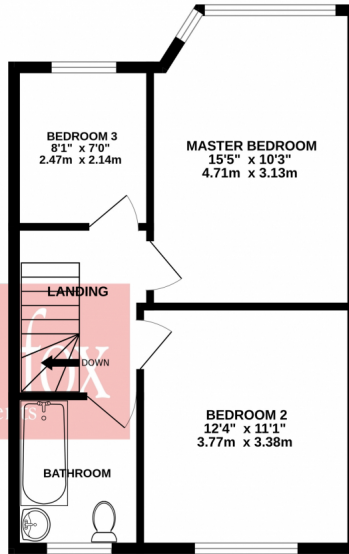 BEDROOM 3
8'1" x 7'0"
2.47m x 2.14m
MASTER BEDROOM
15'5" x 10'3"
4.71m x 3.13m
LANDING
fox
DOWN
BEDROOM 2
12'4" x 11'1"
3.77m x 3.38m
BATHROOM